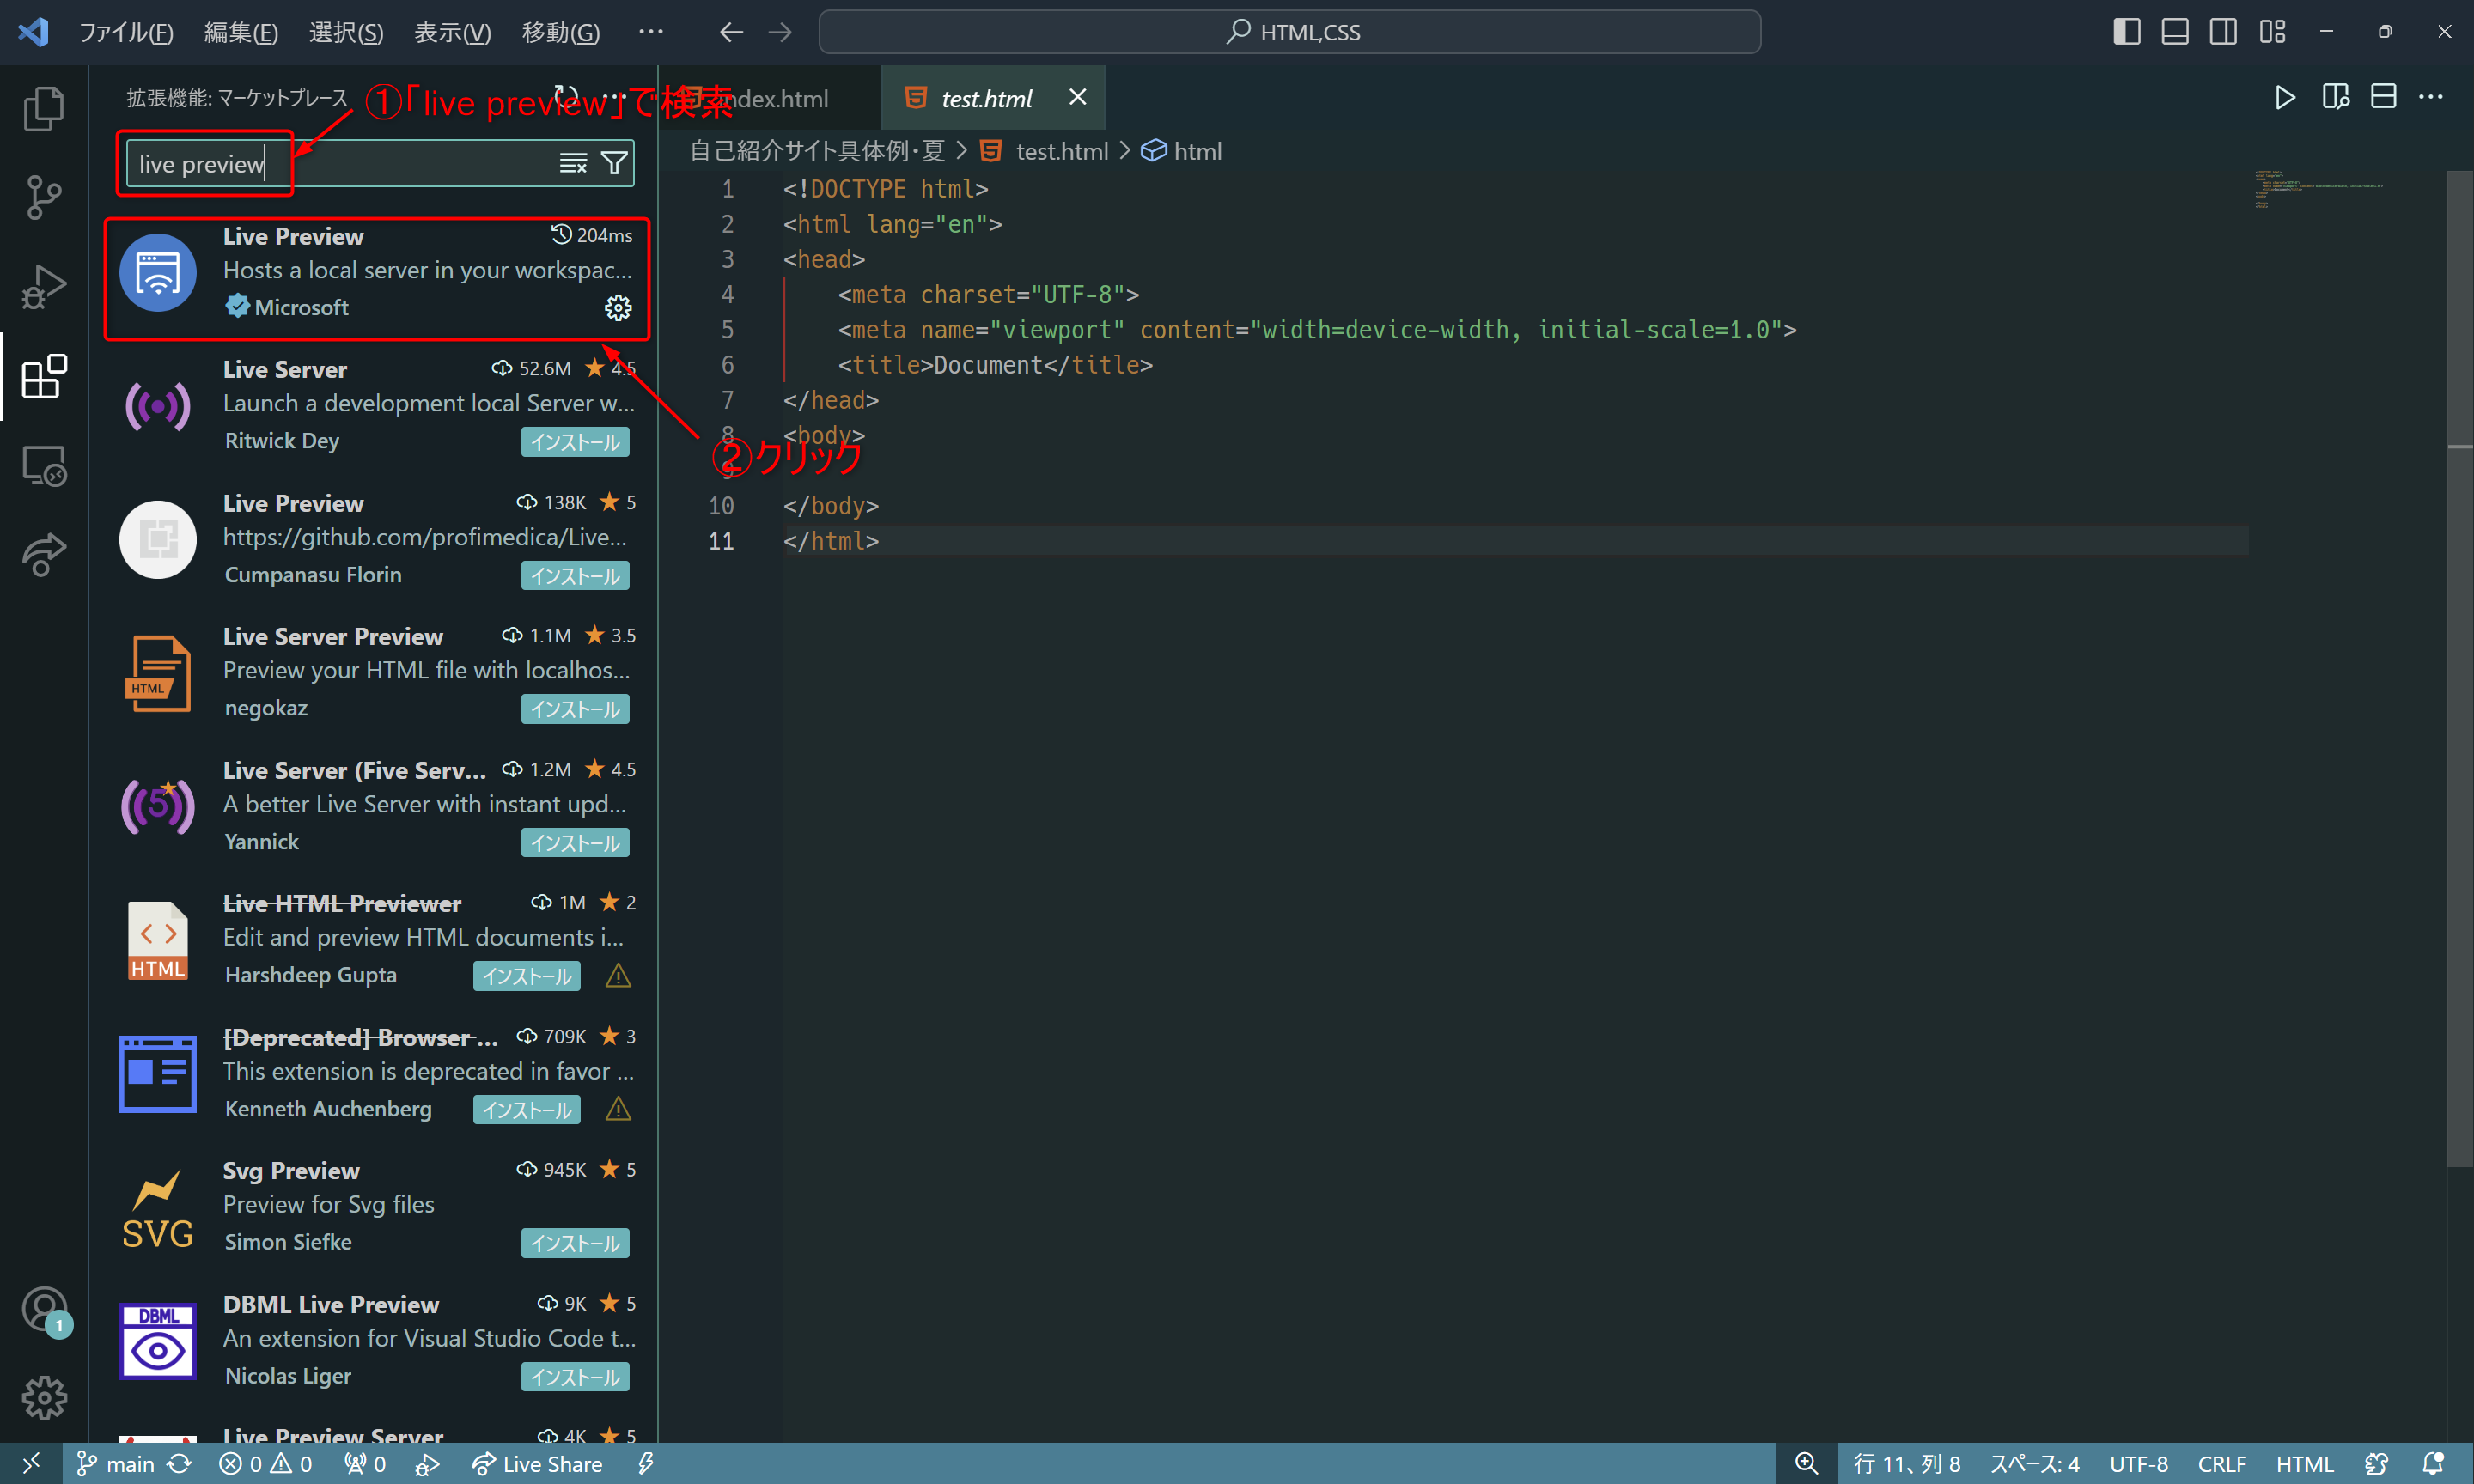 ファイル(F) 編集(E) 選択(S) 表示(V) 移動(G) … HTML,CSS
拡張機能: マーケットプレース
①「live preview」で検索
live preview
Live Preview 204ms
Hosts a local server in your workspac...
Microsoft
Live Server 52.6M 4.5
Launch a development local Server w...
Ritwick Dey インストール
②クリック
Live Preview 138K 5
https://github.com/profimedica/Live...
Cumpanasu Florin インストール
Live Server Preview 1.1M 3.5
Preview your HTML file with localhos...
HTML
negokaz インストール
Live Server (Five Serv... 1.2M 4.5
A better Live Server with instant upd...
5
Yannick インストール
Live HTML Previewer 1M 2
Edit and preview HTML documents i...
HTML
Harshdeep Gupta インストール
[Deprecated] Browser ... 709K 3
This extension is deprecated in favor ...
Kenneth Auchenberg インストール
Svg Preview 945K 5
Preview for Svg files
SVG
Simon Siefke インストール
DBML Live Preview 9K 5
DBML
An extension for Visual Studio Code t...
Nicolas Liger インストール
Live Preview Server 4K 5
1
index.html test.html
自己紹介サイト具体例・夏 > test.html > html
1 <!DOCTYPE html>
2 <html lang="en">
3 <head>
4 <meta charset="UTF-8">
5 <meta name="viewport" content="width=device-width, initial-scale=1.0">
6 <title>Document</title>
7 </head>
8 <body>
9
10 </body>
11 </html>
main 0 0 0 Live Share 行 11、列 8 スペース: 4 UTF-8 CRLF HTML